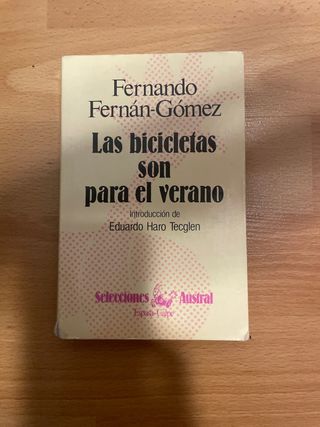 Fernando
Fernán-Gómez
Las bicicletas
son
para el verano
Introducción de
Eduardo Haro Tecglen
Selecciones Austral
Espasa-Calpe